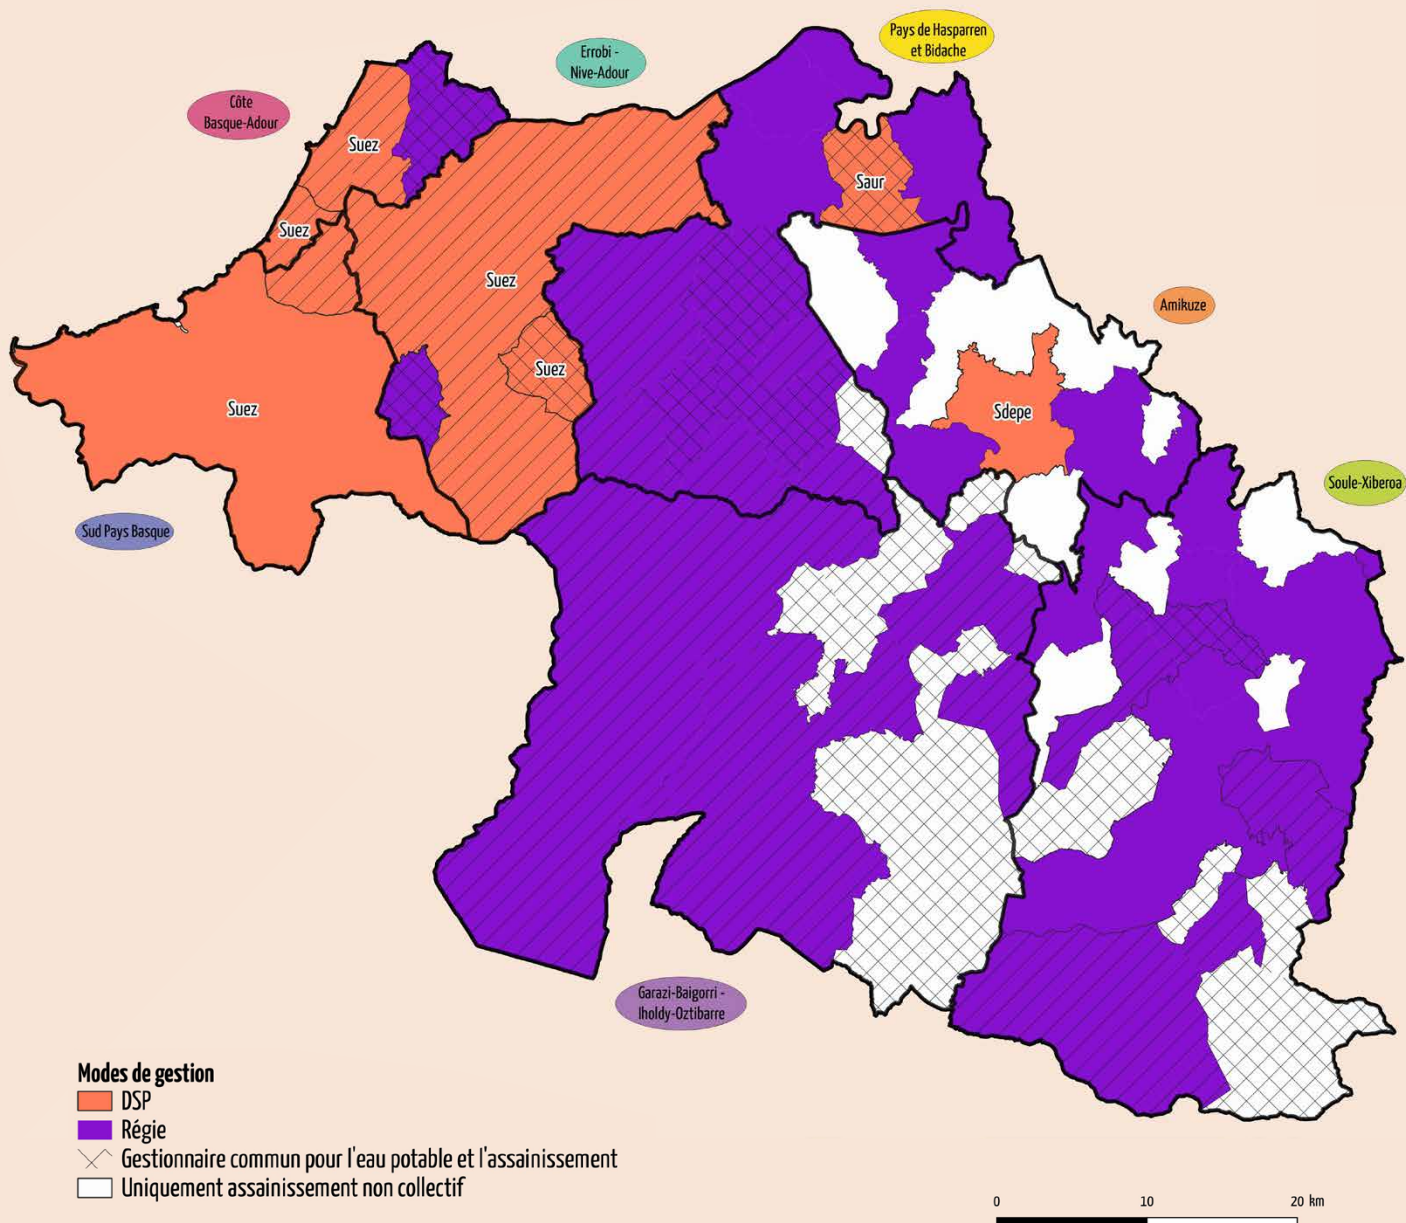 Pays de Hasparren
et Bidache
Errobi -
Nive-Adour
Côte
Basque-Adour
Suez
Saur
Suez
Suez
Amikuze
Suez
Suez
Sdepe
Soule-Xiberoa
Sud Pays Basque
Garazi-Baigorri -
Iholdy-Oztibarre
Modes de gestion
DSP
Régie
Gestionnaire commun pour l'eau potable et l'assainissement
Uniquement assainissement non collectif
0 10 20 km